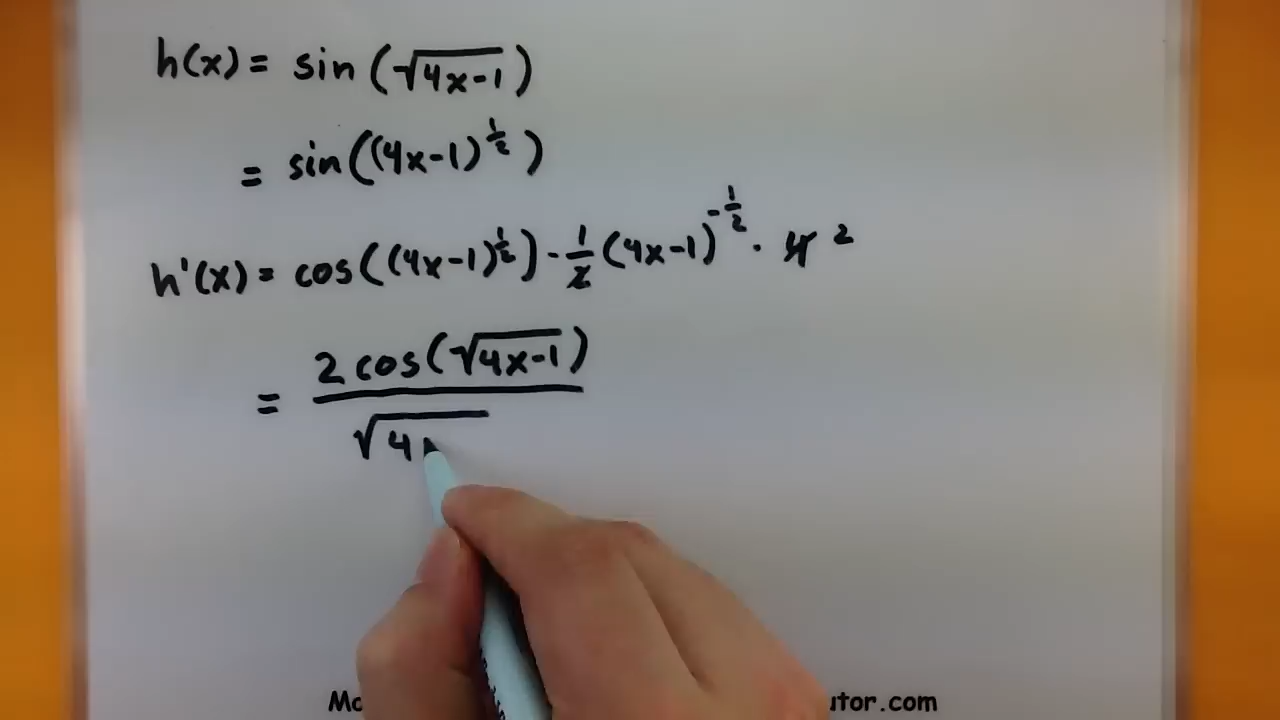 h(x) = sin(√(4x-1))
= sin((4x-1)^(1/2))
h'(x) = cos((4x-1)^(1/2)) · 1/2 (4x-1)^(-1/2) · 4 2
= 2cos(√(4x-1)) / √4
utor.com